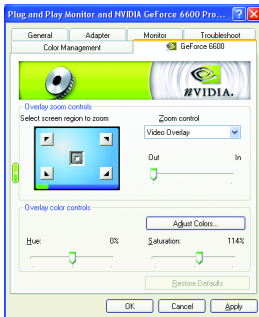 Plug and Play Monitor and NVIDIA GeForce 6600 Pro...
General Adapter Monitor Troubleshoot
Color Management GeForce 6600
NVIDIA.
Overlay zoom controls
Select screen region to zoom
Zoom control
Video Overlay
Out In
Overlay color controls
Adjust Colors...
Hue: 0% Saturation: 114%
Restore Defaults
OK Cancel Apply